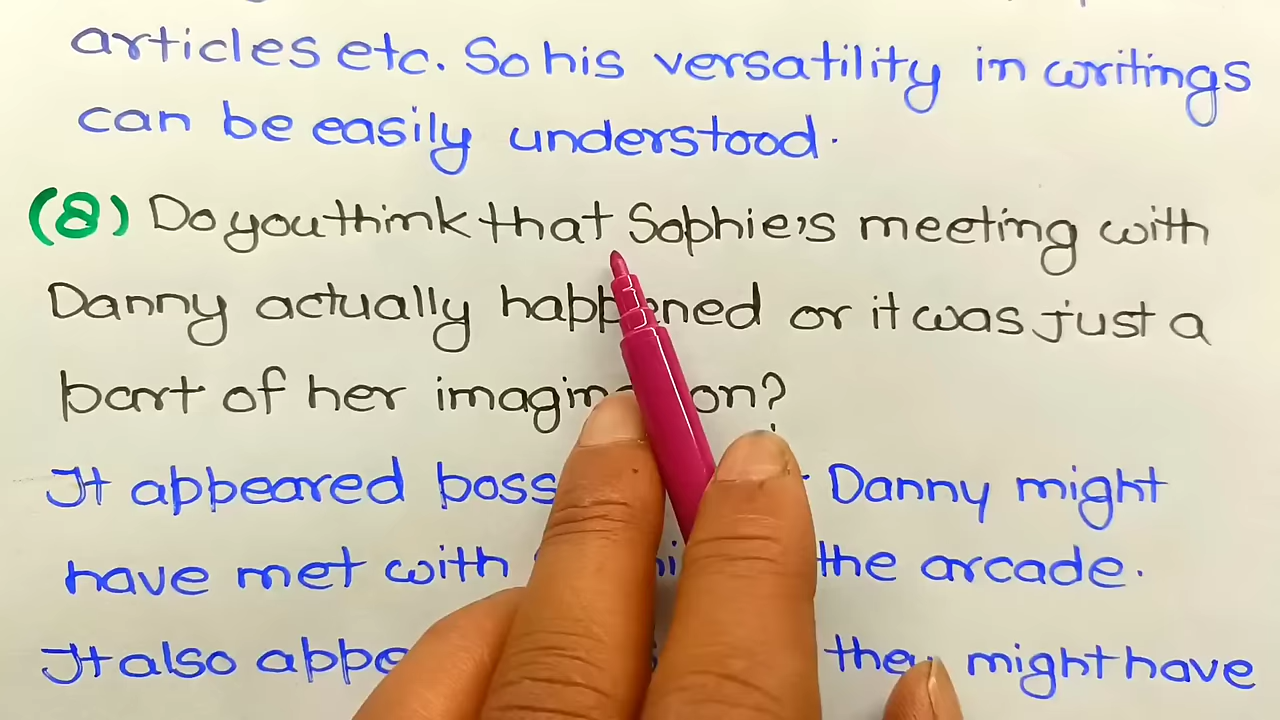 articles etc. So his versatility in writings
can be easily understood.
(8) Do you think that Sophie's meeting with
Danny actually happened or it was just a
part of her imagination?
It appeared Danny might
have met with the arcade.
It also might have